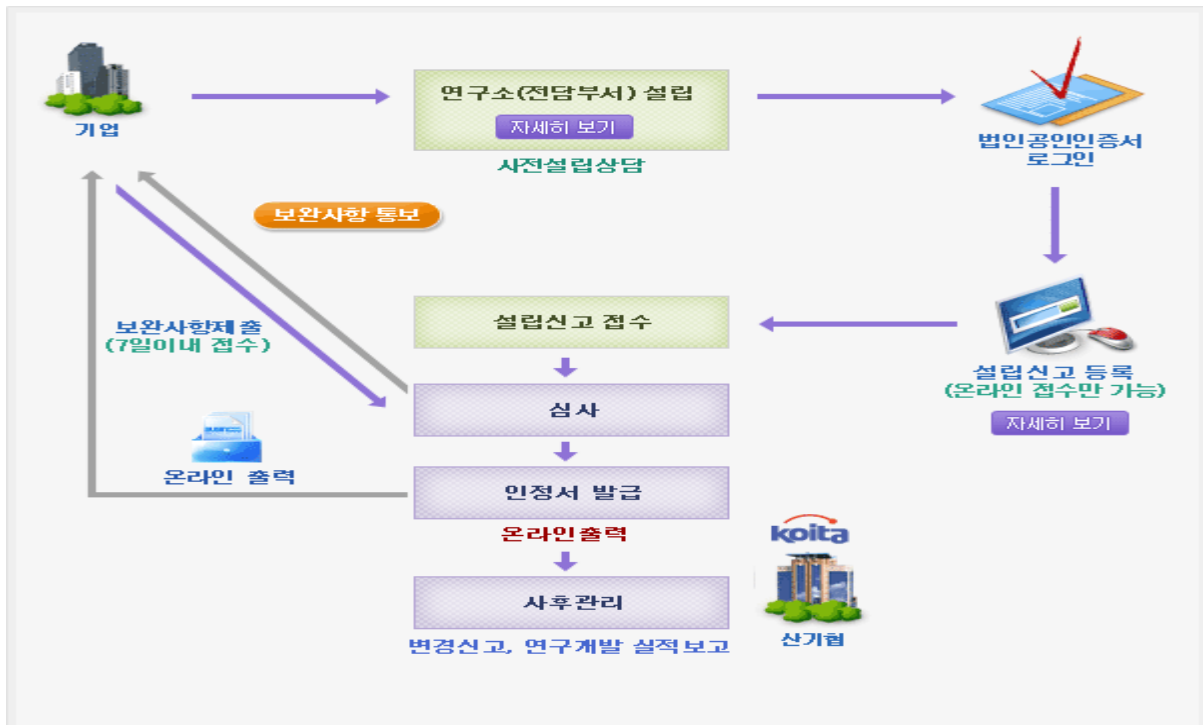 기업
연구소(전담부서) 설립
자세히 보기
사전설립상담
법인공인인증서
로그인
보완사항 통보
보완사항제출
(7일이내 접수)
설립신고 접수
설립신고 등록
(온라인 접수만 가능)
자세히 보기
심사
온라인 출력
인정서 발급
온라인출력
koita
사후관리
산기협
변경신고, 연구개발 실적보고